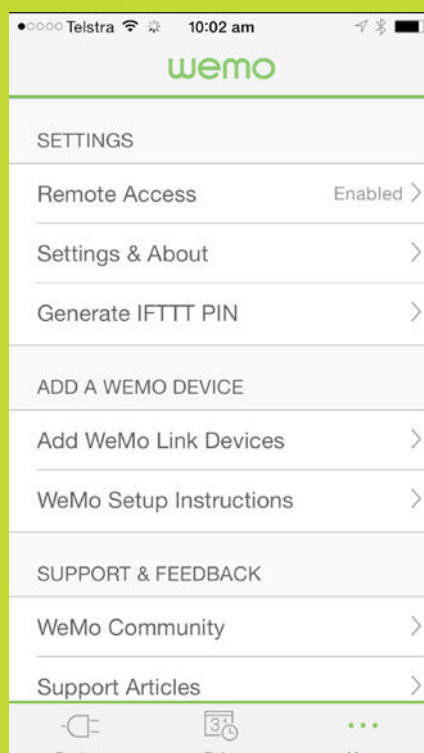 Telstra 10:02 am
wemo
SETTINGS
Remote Access Enabled
Settings & About
Generate IFTTT PIN
ADD A WEMO DEVICE
Add WeMo Link Devices
WeMo Setup Instructions
SUPPORT & FEEDBACK
WeMo Community
Support Articles
31